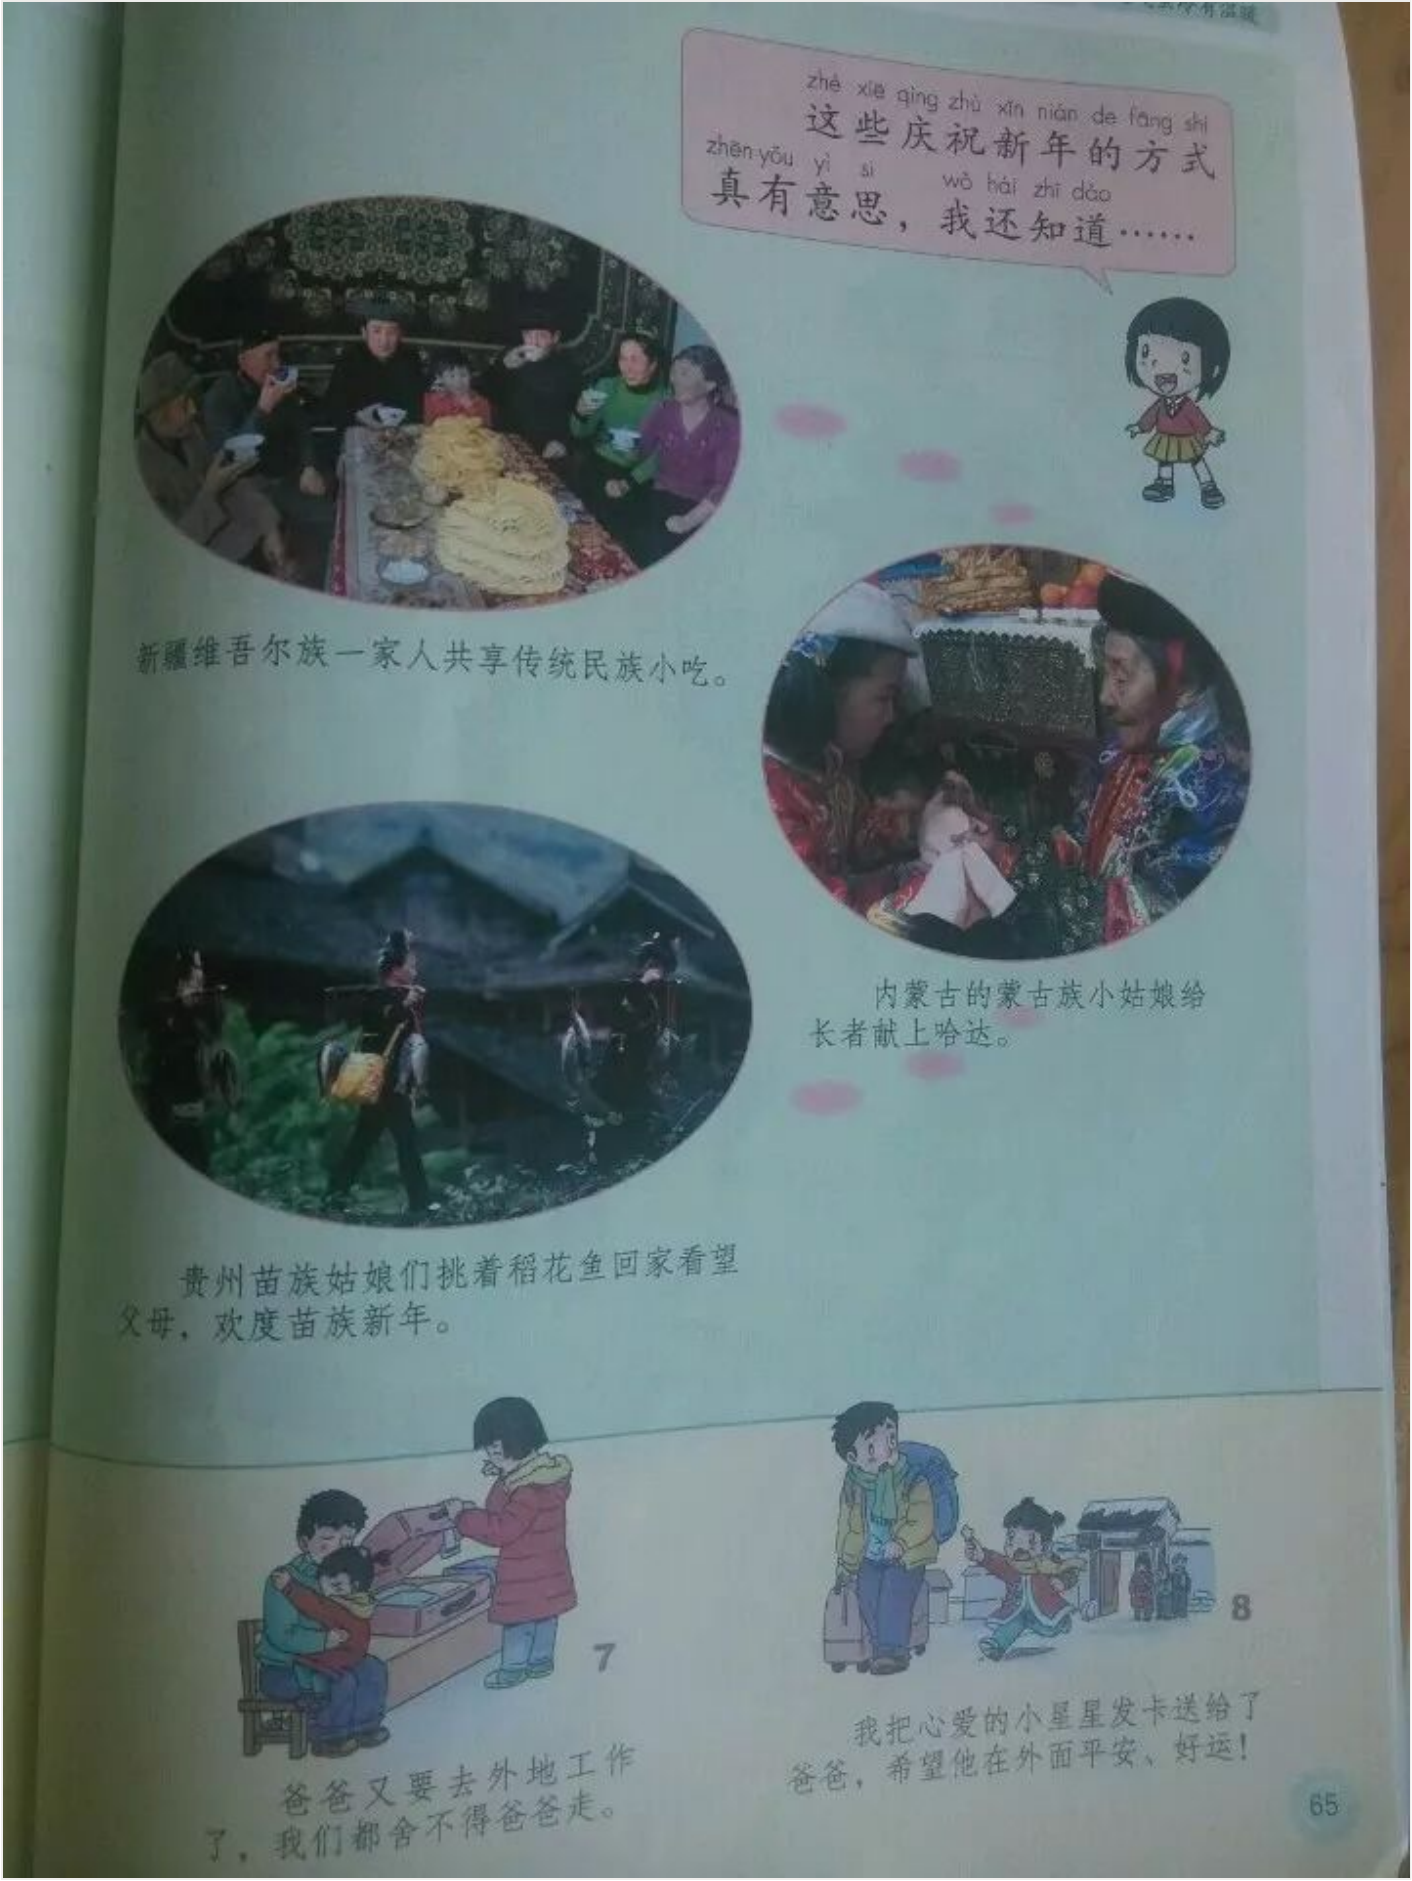 有温暖
zhè xiē qìng zhù xīn nián de fāng shì
这些庆祝新年的方式
zhēn yǒu yì si wǒ hái zhī dào
真有意思，我还知道……
新疆维吾尔族一家人共享传统民族小吃。
内蒙古的蒙古族小姑娘给
长者献上哈达。
贵州苗族姑娘们挑着稻花鱼回家看望
父母，欢度苗族新年。
7
爸爸又要去外地工作
了，我们都舍不得爸爸走。
8
我把心爱的小星星发卡送给了
爸爸，希望他在外面平安、好运！
65